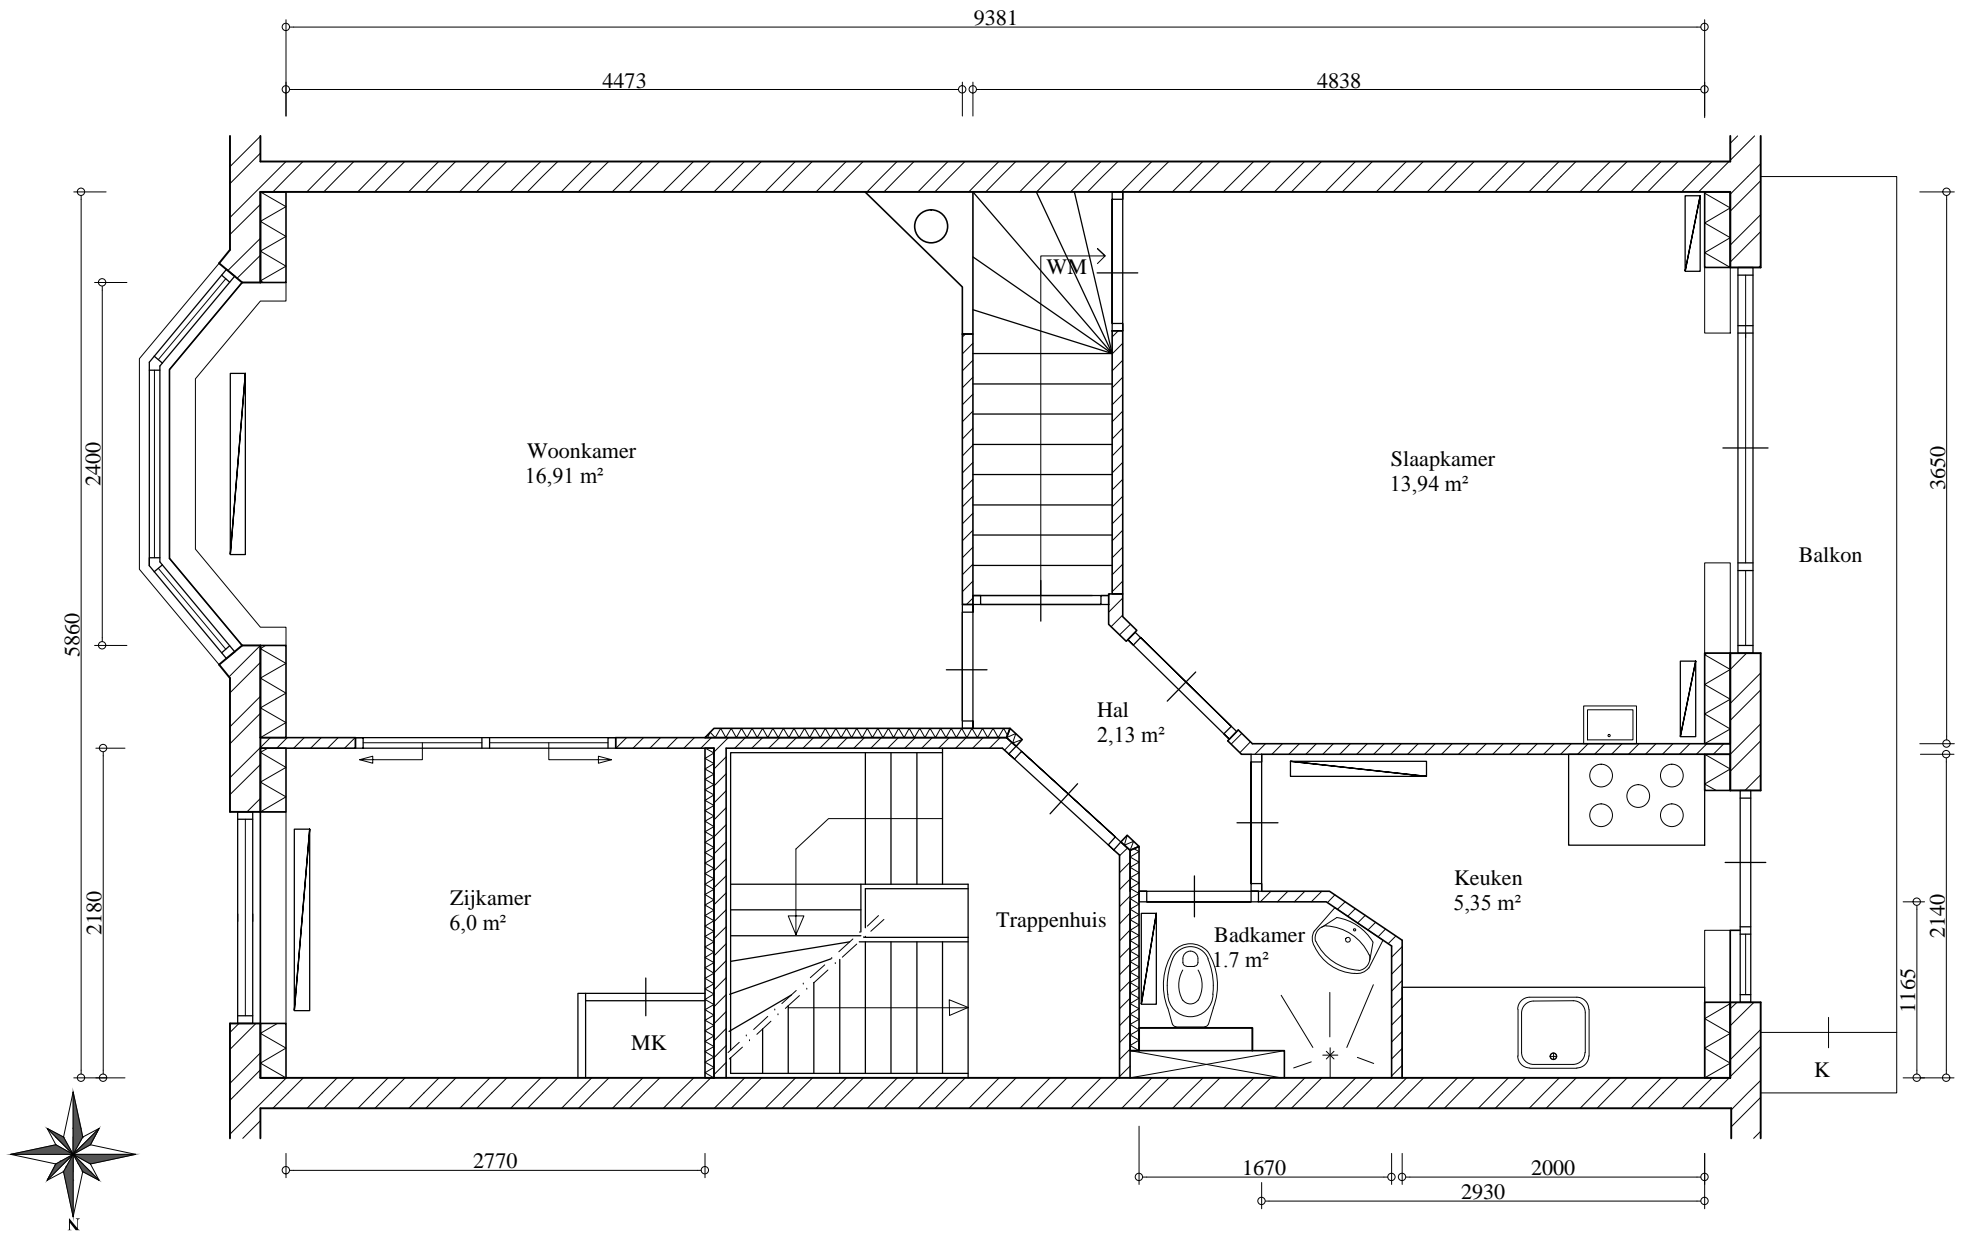 9381
4473
4838
WM
Woonkamer
16,91 m²
Slaapkamer
13,94 m²
2400
5860
3650
Balkon
Hal
2,13 m²
Zijkamer
6,0 m²
2180
Trappenhuis
Badkamer
1.7 m²
Keuken
5,35 m²
2140
1165
MK
K
2770
1670
2000
2930
N